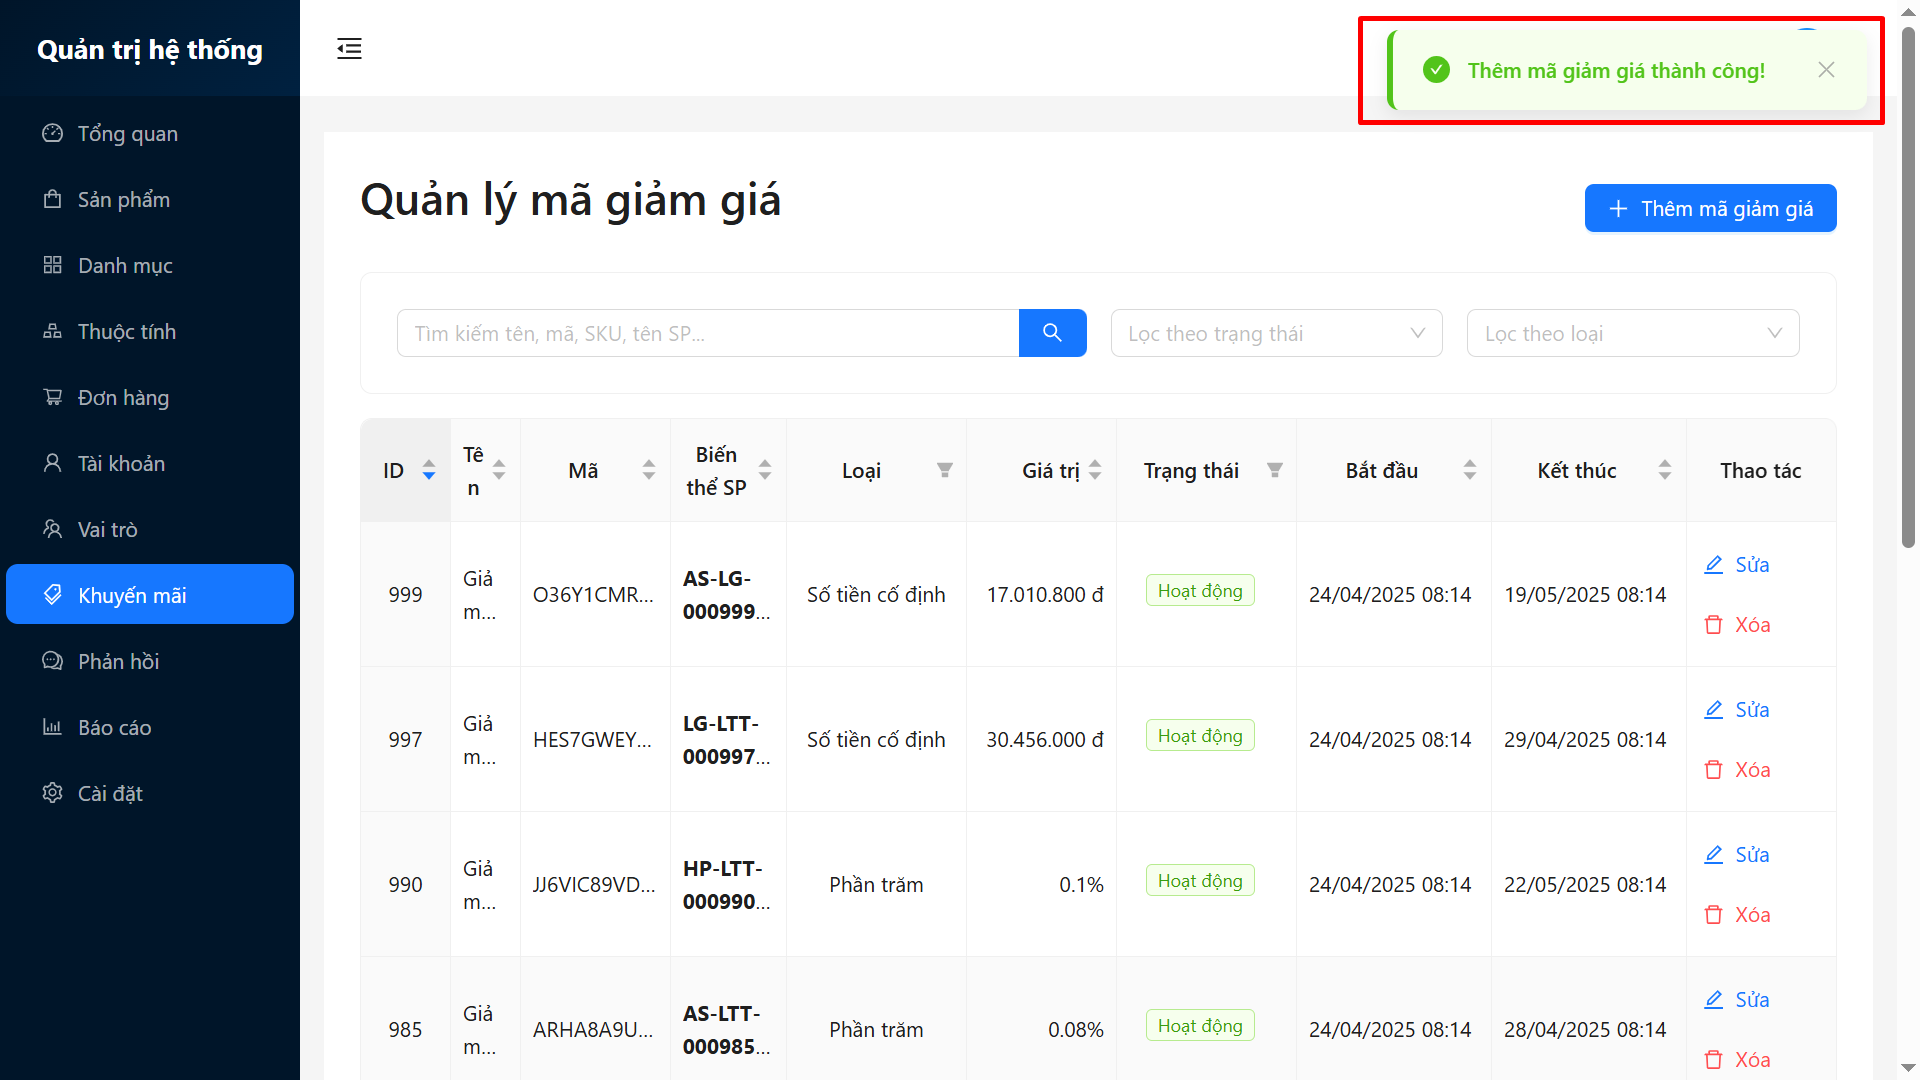 Quản trị hệ thống
Thêm mã giảm giá thành công!
Tổng quan
Sản phẩm
Danh mục
Thuộc tính
Đơn hàng
Tài khoản
Vai trò
Khuyến mãi
Phản hồi
Báo cáo
Cài đặt
Quản lý mã giảm giá
Thêm mã giảm giá
Tìm kiếm tên, mã, SKU, tên SP...
Lọc theo trạng thái
Lọc theo loại
ID
Tê
n
Mã
Biến
thể SP
Loại
Giá trị
Trạng thái
Bắt đầu
Kết thúc
Thao tác
999
Giả
m...
O36Y1CMR...
AS-LG-
000999...
Số tiền cố định
17.010.800 đ
Hoạt động
24/04/2025 08:14
19/05/2025 08:14
Sửa
Xóa
997
Giả
m...
HES7GWEY...
LG-LTT-
000997...
Số tiền cố định
30.456.000 đ
Hoạt động
24/04/2025 08:14
29/04/2025 08:14
Sửa
Xóa
990
Giả
m...
JJ6VIC89VD...
HP-LTT-
000990...
Phần trăm
0.1%
Hoạt động
24/04/2025 08:14
22/05/2025 08:14
Sửa
Xóa
985
Giả
m...
ARHA8A9U...
AS-LTT-
000985...
Phần trăm
0.08%
Hoạt động
24/04/2025 08:14
28/04/2025 08:14
Sửa
Xóa